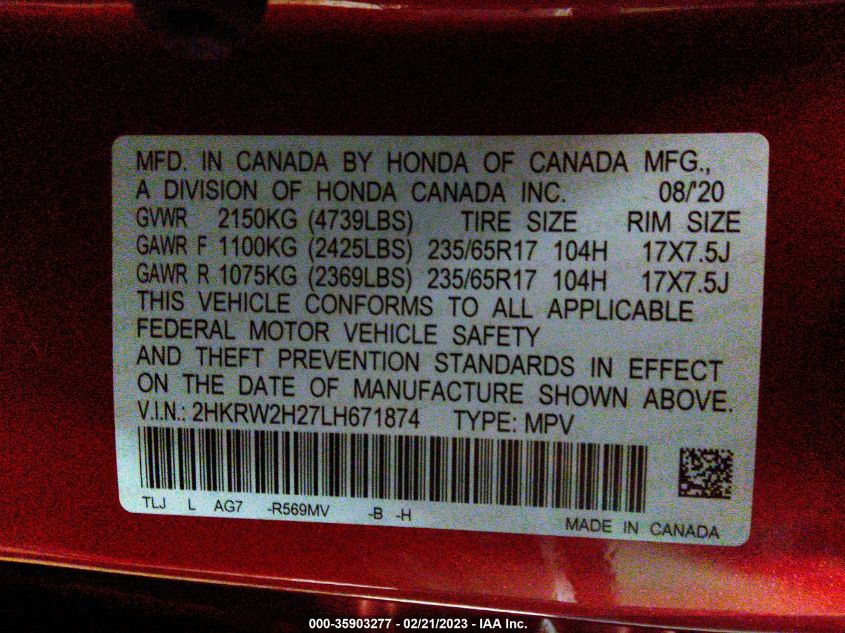 MFD. IN CANADA BY HONDA OF CANADA MFG.,
A DIVISION OF HONDA CANADA INC. 08/'20
GVWR 2150KG (4739LBS) TIRE SIZE RIM SIZE
GAWR F 1100KG (2425LBS) 235/65R17 104H 17X7.5J
GAWR R 1075KG (2369LBS) 235/65R17 104H 17X7.5J
THIS VEHICLE CONFORMS TO ALL APPLICABLE
FEDERAL MOTOR VEHICLE SAFETY
AND THEFT PREVENTION STANDARDS IN EFFECT
ON THE DATE OF MANUFACTURE SHOWN ABOVE.
V.I.N.: 2HKRW2H27LH671874 TYPE: MPV
TLJ L AG7 -R569MV -B -H
MADE IN CANADA
000-35903277 - 02/21/2023 - IAA Inc.